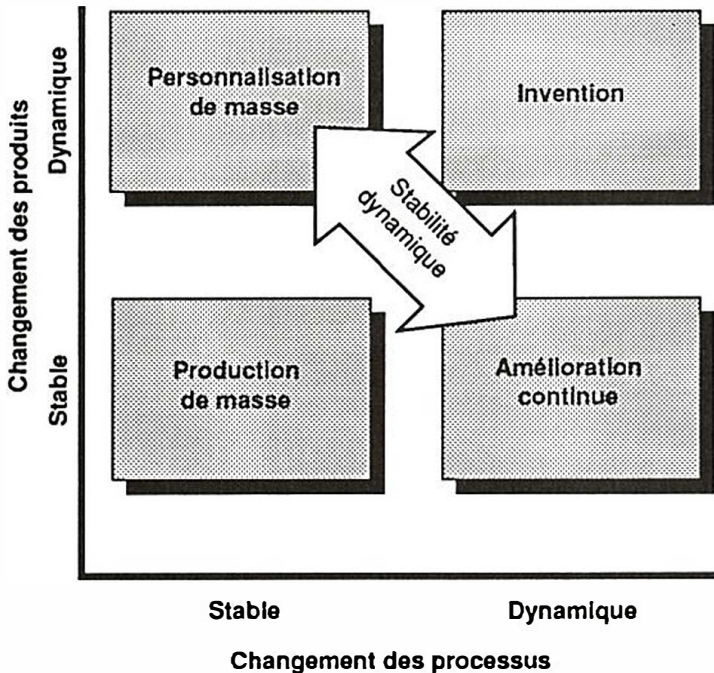 Changement des produits
Dynamique
Stable
Personnalisation
de masse
Invention
Stabilité
dynamique
Production
de masse
Amélioration
continue
Stable
Dynamique
Changement des processus